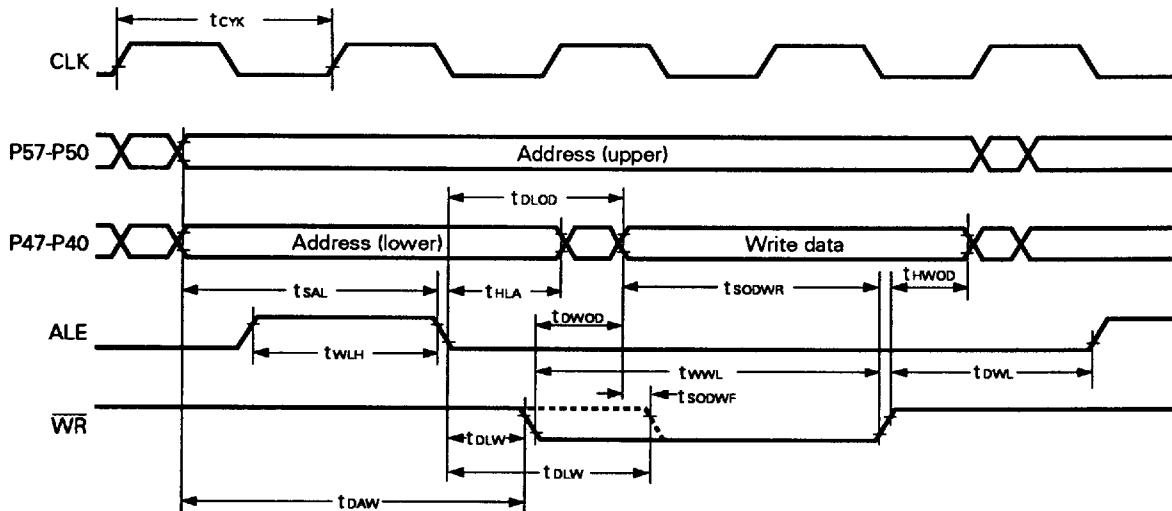 tCYK
CLK
P57-P50
Address (upper)
tDLOD
P47-P40
Address (lower)
Write data
tSAL
tHLA
tSODWR
tHWOD
tDWOD
ALE
tWLH
tWWL
tDWL
tSODWF
WR
tDLW
tDLW
tDAW